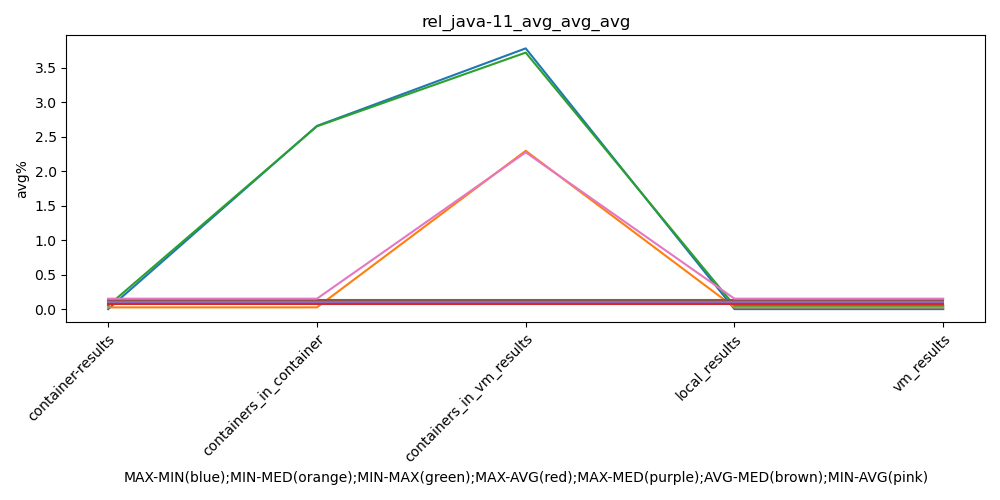 rel_java-11_avg_avg_avg
avg%
3.5
3.0
2.5
2.0
1.5
1.0
0.5
0.0
container-results
containers_in_container
containers_in_vm_results
local_results
vm_results
MAX-MIN(blue);MIN-MED(orange);MIN-MAX(green);MAX-AVG(red);MAX-MED(purple);AVG-MED(brown);MIN-AVG(pink)